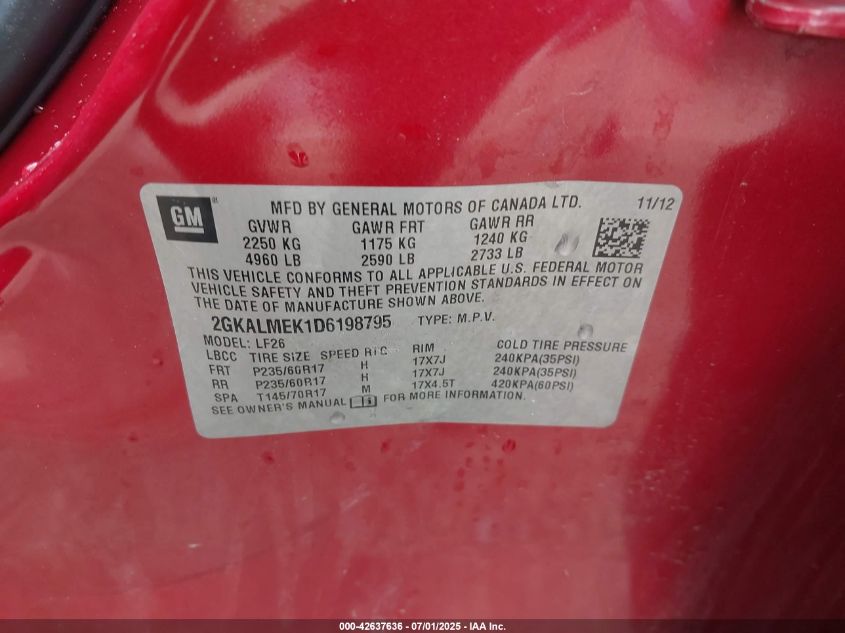 GM
MFD BY GENERAL MOTORS OF CANADA LTD. 11/12
GVWR GAWR FRT GAWR RR
2250 KG 1175 KG 1240 KG
4960 LB 2590 LB 2733 LB
THIS VEHICLE CONFORMS TO ALL APPLICABLE U.S. FEDERAL MOTOR
VEHICLE SAFETY AND THEFT PREVENTION STANDARDS IN EFFECT ON
THE DATE OF MANUFACTURE SHOWN ABOVE.
2GKALMEK1D6198795 TYPE: M.P.V.
MODEL: LF26
LBCC TIRE SIZE SPEED RTG RIM COLD TIRE PRESSURE
FRT P235/60R17 H 17X7J 240KPA(35PSI)
RR P235/60R17 H 17X7J 240KPA(35PSI)
SPA T145/70R17 M 17X4.5T 420KPA(60PSI)
SEE OWNER'S MANUAL FOR MORE INFORMATION.
000-42637636 - 07/01/2025 - IAA Inc.